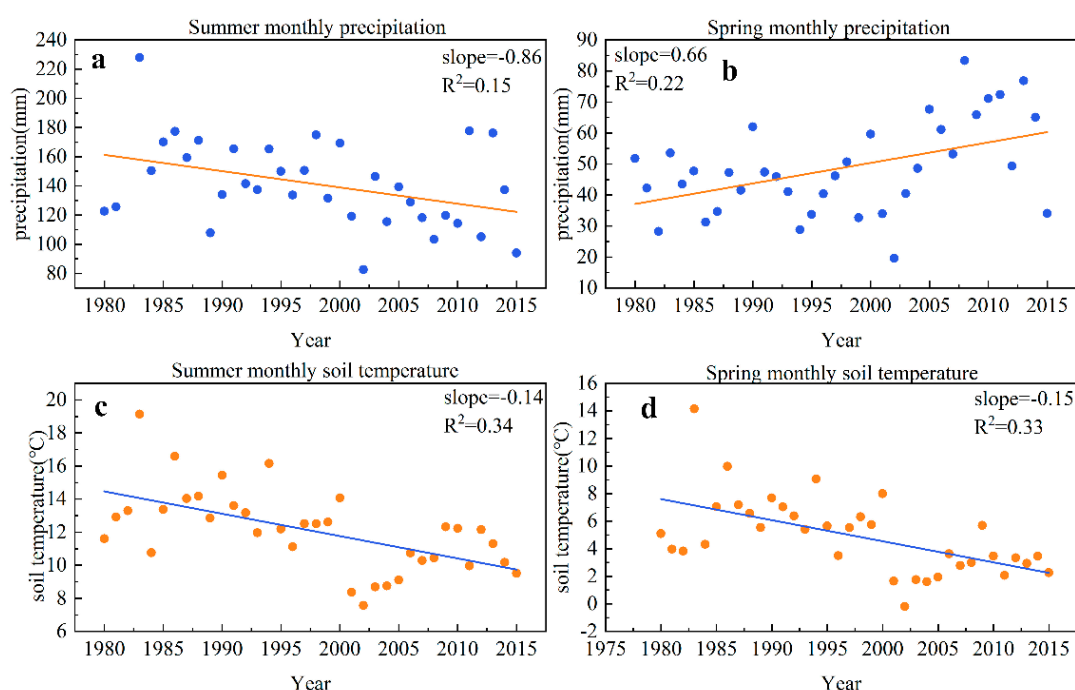 Summer monthly precipitation
a
slope=-0.86
R²=0.15
precipitation(mm)
240
220
200
180
160
140
120
100
80
1980 1985 1990 1995 2000 2005 2010 2015
Year
Spring monthly precipitation
slope=0.66
b
R²=0.22
precipitation(mm)
90
80
70
60
50
40
30
20
10
1980 1985 1990 1995 2000 2005 2010 2015
Year
Summer monthly soil temperature
c
slope=-0.14
R²=0.34
soil temperature(°C)
20
18
16
14
12
10
8
6
1980 1985 1990 1995 2000 2005 2010 2015
Year
Spring monthly soil temperature
d
slope=-0.15
R²=0.33
soil temperature(°C)
16
14
12
10
8
6
4
2
0
-2
1975 1980 1985 1990 1995 2000 2005 2010 2015
Year